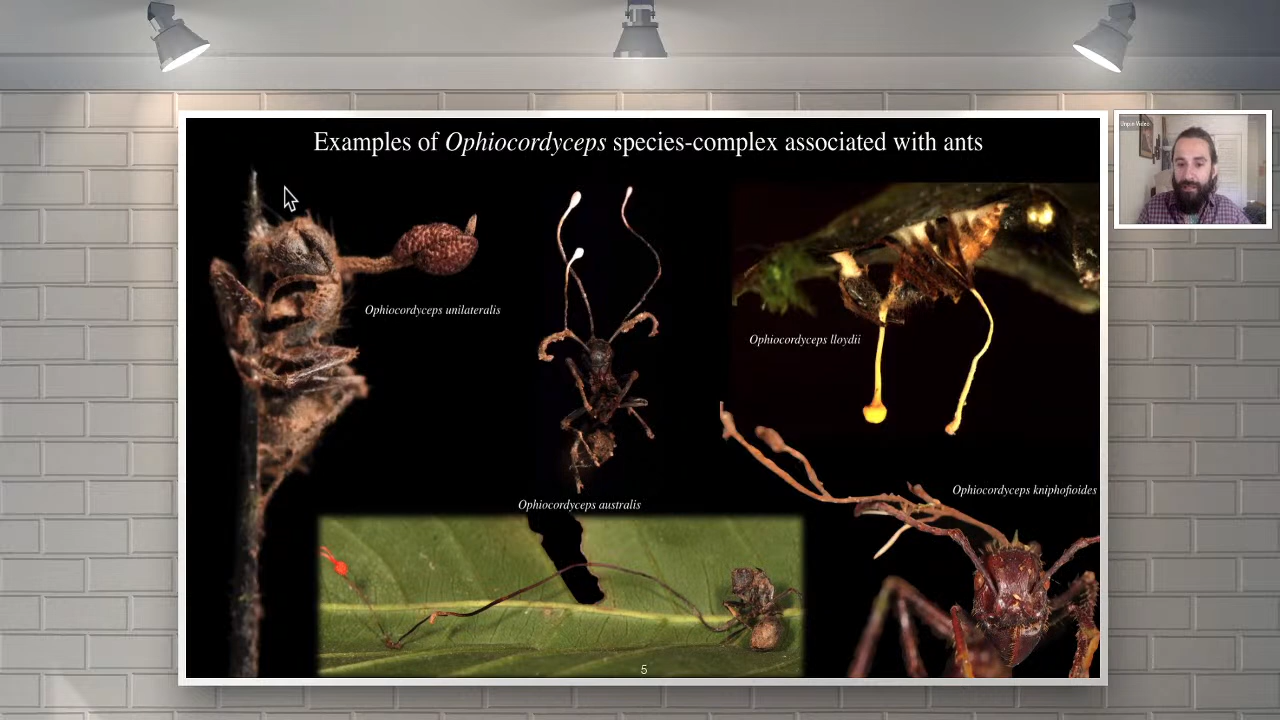 Examples of Ophiocordyceps species-complex associated with ants
Ophiocordyceps unilateralis
Ophiocordyceps lloydii
Ophiocordyceps kniphofioides
Ophiocordyceps australis
5